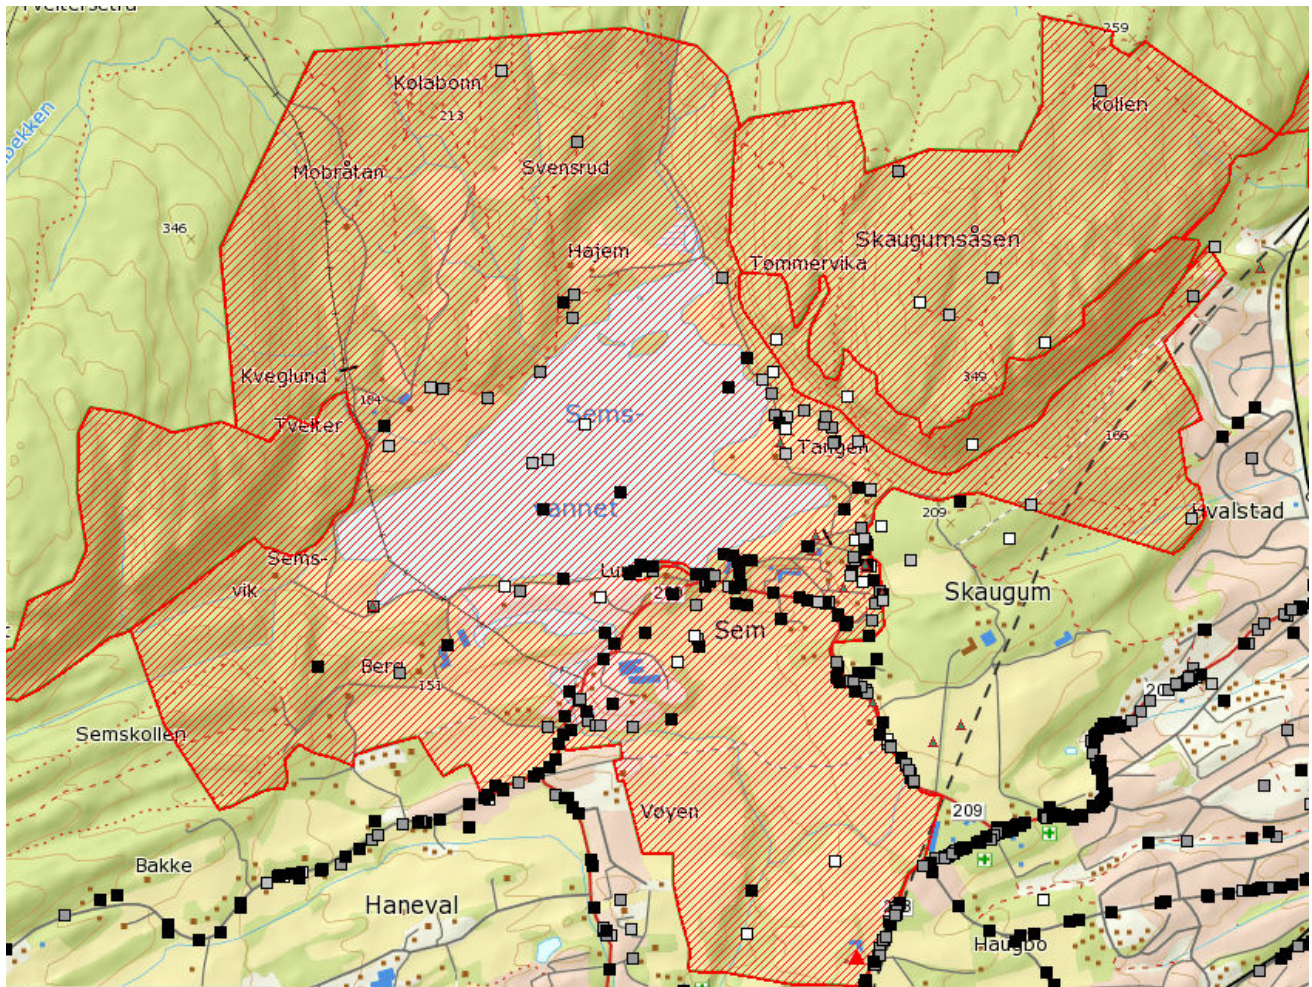 259
Kolabonn
kollen
213
Mobråtan
Svensrud
346
Skaugumsåsen
Hajem
Tømmervika
Kveglund
349
184
Sems-
Tveiter
166
Tangen
vannet
209
Hvalstad
Sems-
vik
Skaugum
Sem
Berg
151
Semskollen
Vøyen
209
Bakke
Haneval
Haugbo